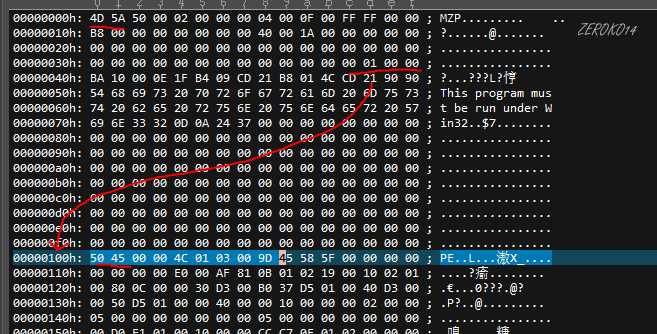 0 1 2 3 4 5 6 7 8 9 a b c d e f
00000000h: 4D 5A 50 00 02 00 00 00 04 00 0F 00 FF FF 00 00 ; MZP.......... ..
ZEROKO14
00000010h: B8 00 00 00 00 00 00 00 40 00 1A 00 00 00 00 00 ; ?......@.......
00000020h: 00 00 00 00 00 00 00 00 00 00 00 00 00 00 00 00 ; ................
00000030h: 00 00 00 00 00 00 00 00 00 00 00 00 00 01 00 00 ; ................
00000040h: BA 10 00 0E 1F B4 09 CD 21 B8 01 4C CD 21 90 90 ; ?...???L?悙
00000050h: 54 68 69 73 20 70 72 6F 67 72 61 6D 20 6D 75 73 ; This program mus
00000060h: 74 20 62 65 20 72 75 6E 20 75 6E 64 65 72 20 57 ; t be run under W
00000070h: 69 6E 33 32 0D 0A 24 37 00 00 00 00 00 00 00 00 ; in32..$7........
00000080h: 00 00 00 00 00 00 00 00 00 00 00 00 00 00 00 00 ; ................
00000090h: 00 00 00 00 00 00 00 00 00 00 00 00 00 00 00 00 ; ................
000000a0h: 00 00 00 00 00 00 00 00 00 00 00 00 00 00 00 00 ; ................
000000b0h: 00 00 00 00 00 00 00 00 00 00 00 00 00 00 00 00 ; ................
000000c0h: 00 00 00 00 00 00 00 00 00 00 00 00 00 00 00 00 ; ................
000000d0h: 00 00 00 00 00 00 00 00 00 00 00 00 00 00 00 00 ; ................
000000e0h: 00 00 00 00 00 00 00 00 00 00 00 00 00 00 00 00 ; ................
000000f0h: 00 00 00 00 00 00 00 00 00 00 00 00 00 00 00 00 ; ................
00000100h: 50 45 00 00 4C 01 03 00 9D 45 58 5F 00 00 00 00 ; PE..L...滶X_....
00000110h: 00 00 00 00 E0 00 AF 81 0B 01 02 19 00 10 02 01 ; ....?瘉
00000120h: 00 80 0C 00 00 30 D3 00 B0 37 D5 01 00 40 D3 00 ; .€...0???.@?
00000130h: 00 50 D5 01 00 00 40 00 00 10 00 00 00 02 00 00 ; .P?..@.........
00000140h: 05 00 00 00 00 00 00 00 05 00 00 00 00 00 00 00 ; ................
00000150h: 00 D0 E1 01 00 10 00 00 CC C7 0E 01 02 00 00 00 ;